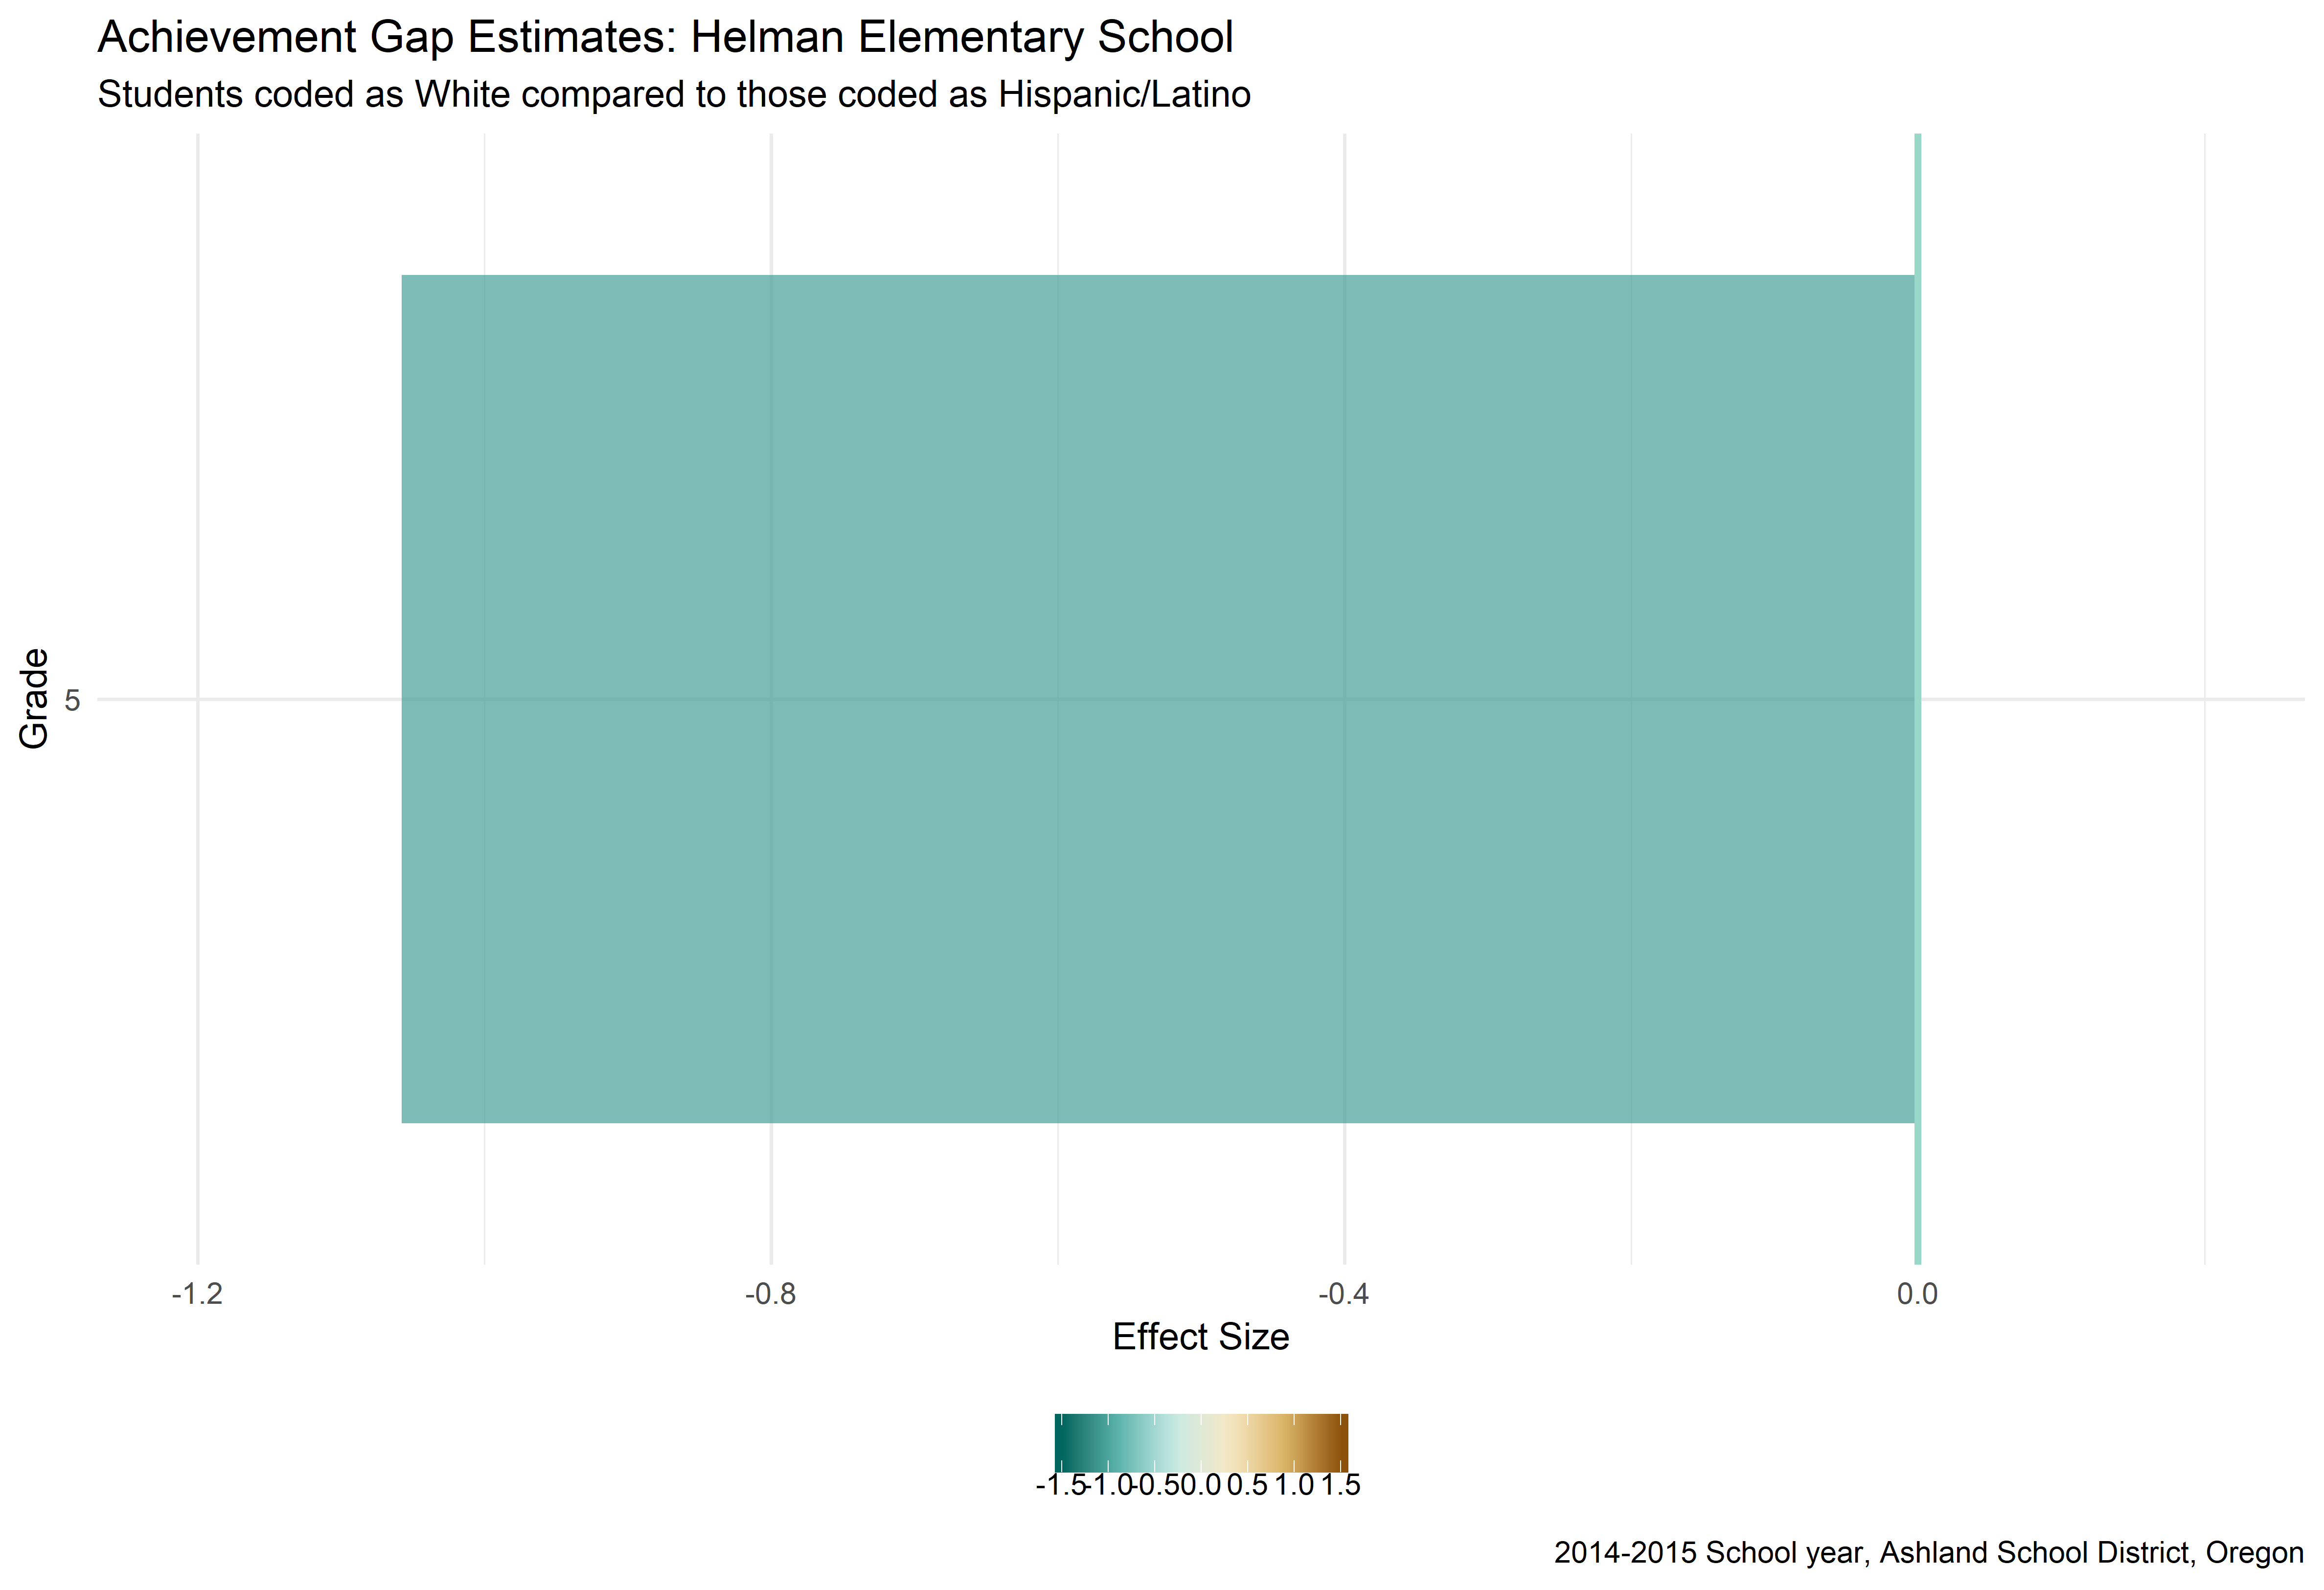 Achievement Gap Estimates: Helman Elementary School
Students coded as White compared to those coded as Hispanic/Latino
Grade
5
-1.2 -0.8 -0.4 0.0
Effect Size
-1.5 -1.0 -0.5 0.0 0.5 1.0 1.5
2014-2015 School year, Ashland School District, Oregon